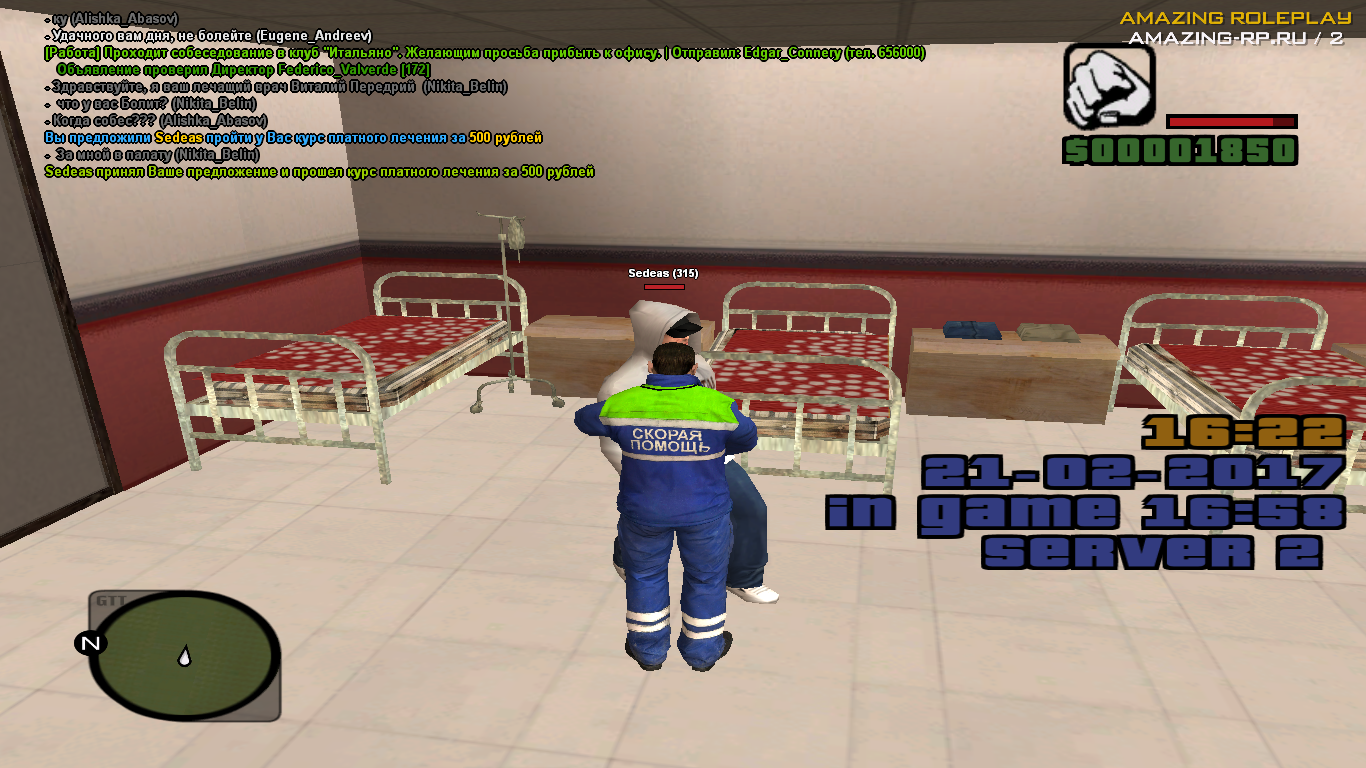 - ку (Alishka_Abasov)
- Удачного вам дня, не болейте (Eugene_Andreev)
[Работа] Проходит собеседование в клуб "Итальяно". Желающим просьба прибыть к офису. | Отправил: Edgar_Connery (тел. 656000)
Объявление проверил Директор Federico_Valverde [172]
- Здравствуйте, я ваш лечащий врач Виталий Передрий (Nikita_Belin)
- что у вас Болит? (Nikita_Belin)
- Когда собес??? (Alishka_Abasov)
Вы предложили Sedeas пройти у Вас курс платного лечения за 500 рублей
- За мной в палату (Nikita_Belin)
Sedeas принял Ваше предложение и прошел курс платного лечения за 500 рублей
AMAZING ROLEPLAY
AMAZING-RP.RU / 2
$00001850
Sedeas (315)
СКОРАЯ
ПОМОЩЬ
16:22
21-02-2017
in game 16:58
SERVER 2
GTT
N